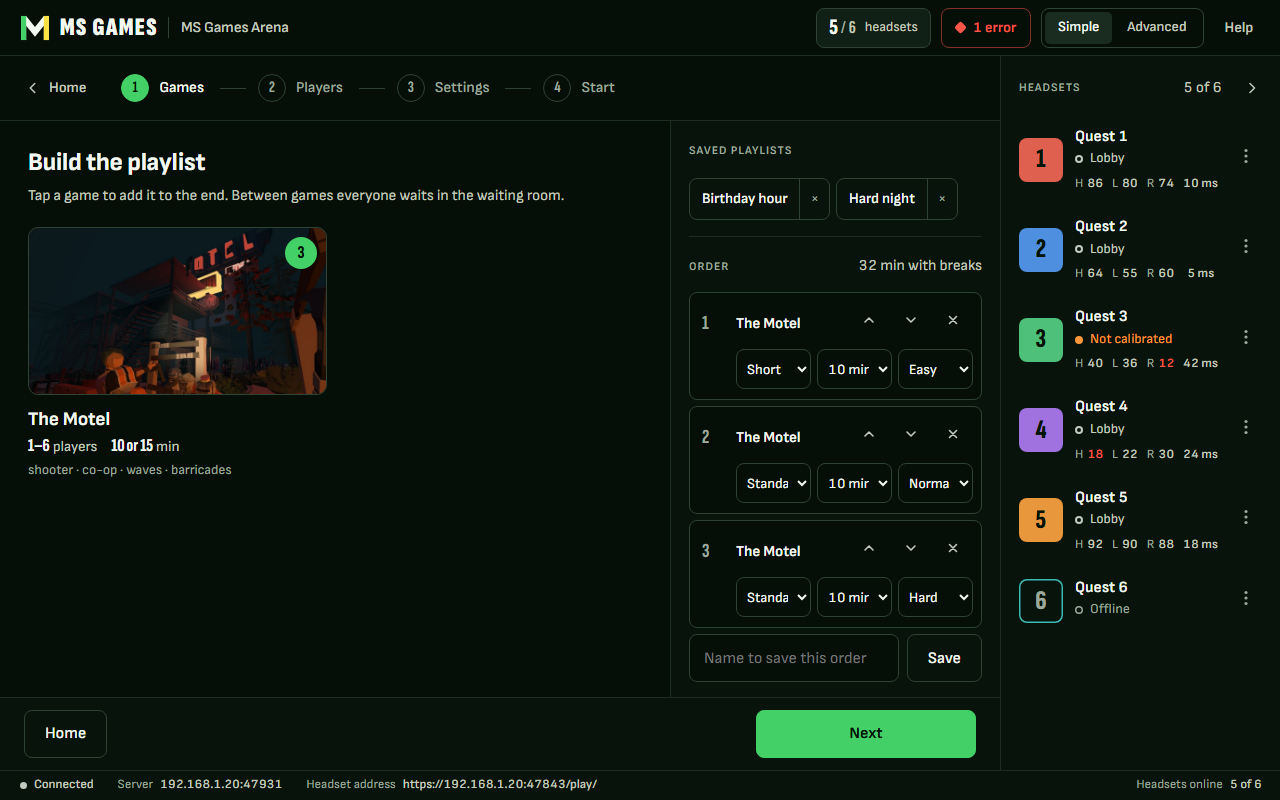 MS GAMES
MS Games Arena
5 / 6 headsets
1 error
Simple
Advanced
Help
Home
1 Games
2 Players
3 Settings
4 Start
Build the playlist
Tap a game to add it to the end. Between games everyone waits in the waiting room.
3
The Motel
1–6 players 10 or 15 min
shooter · co-op · waves · barricades
SAVED PLAYLISTS
Birthday hour ×
Hard night ×
ORDER
32 min with breaks
1 The Motel
Short 10 mir Easy
2 The Motel
Standa 10 mir Norma
3 The Motel
Standa 10 mir Hard
Name to save this order
Save
Home
Next
HEADSETS
5 of 6
1
Quest 1
Lobby
H 86 L 80 R 74 10 ms
2
Quest 2
Lobby
H 64 L 55 R 60 5 ms
3
Quest 3
Not calibrated
H 40 L 36 R 12 42 ms
4
Quest 4
Lobby
H 18 L 22 R 30 24 ms
5
Quest 5
Lobby
H 92 L 90 R 88 18 ms
6
Quest 6
Offline
Connected
Server 192.168.1.20:47931
Headset address https://192.168.1.20:47843/play/
Headsets online 5 of 6